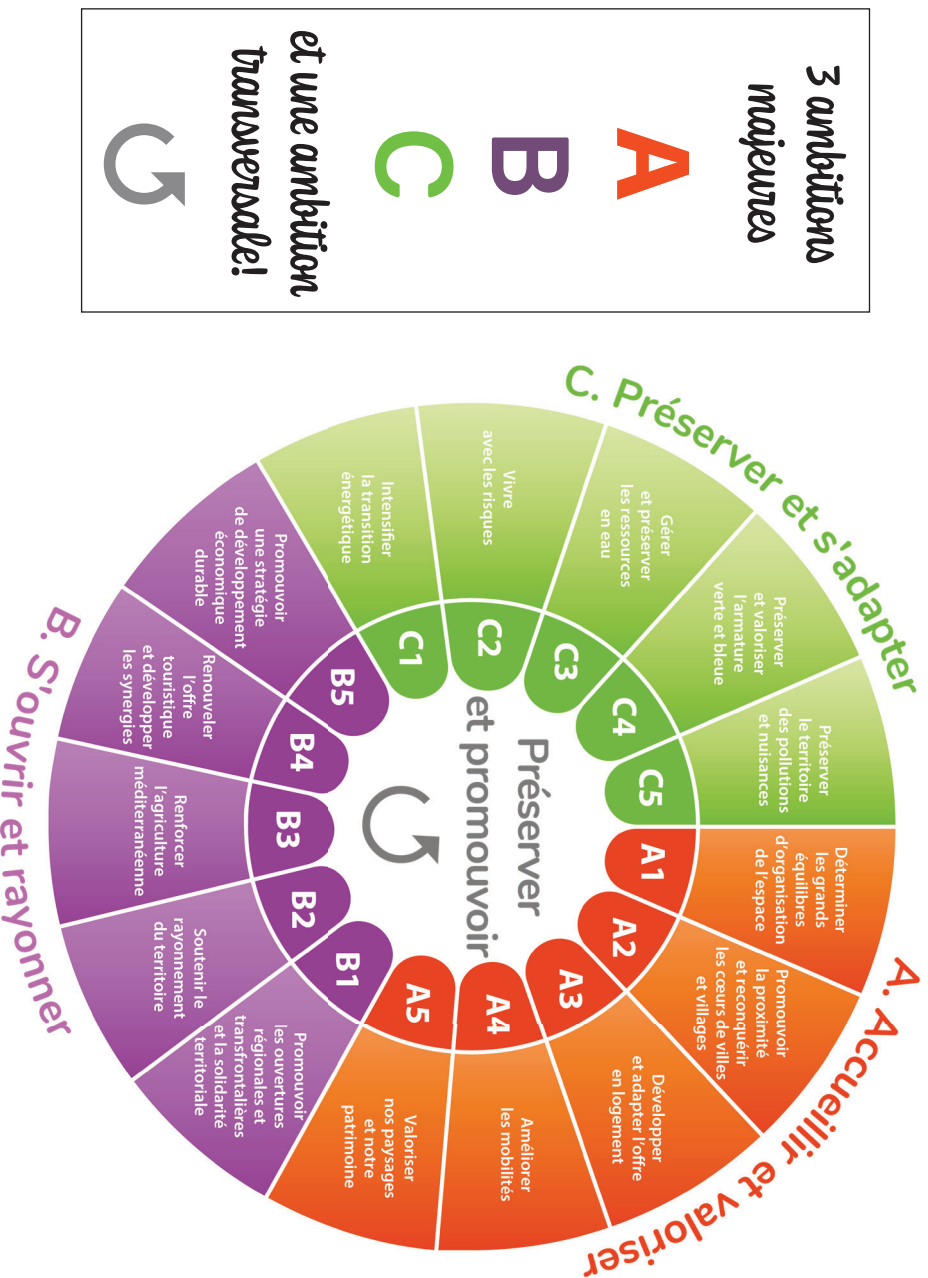 3 ambitions
majeures
A
B
C
et une ambition
transversale!
A. Accueillir et valoriser
A1
Déterminer
les grands
équilibres
d'organisation
de l'espace
A2
Promouvoir
la proximité
et reconquérir
les cœurs de villes
et villages
A3
Développer
et adapter l'offre
en logement
A4
Améliorer
les mobilités
A5
Valoriser
nos paysages
et notre
patrimoine
B. S'ouvrir et rayonner
B1
Promouvoir
les ouvertures
régionales et
transfrontalières
et la solidarité
territoriale
B2
Soutenir le
rayonnement
du territoire
B3
Renforcer
l'agriculture
méditerranéenne
B4
Renouveler
l'offre
touristique
et développer
les synergies
B5
Promouvoir
une stratégie
de développement
économique
durable
C. Préserver et s'adapter
C1
Intensifier
la transition
énergétique
C2
Vivre
avec les risques
C3
Gérer
et préserver
les ressources
en eau
C4
Préserver
et valoriser
l'armature
verte et bleue
C5
Préserver
le territoire
des pollutions
et nuisances
Préserver
et promouvoir